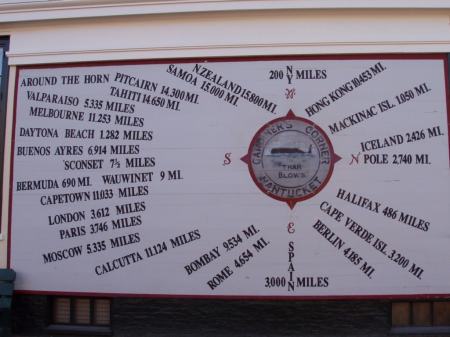 AROUND THE HORN PITCAIRN 14.300 MI.
TAHITI 14.650 MI.
SAMOA 15.000 MI.
N.ZEALAND 15.800 MI.
VALPARAISO 5.335 MILES
MELBOURNE 11.253 MILES
DAYTONA BEACH 1.282 MILES
BUENOS AYRES 6,914 MILES
'SCONSET 7½ MILES
BERMUDA 690 MI. WAUWINET 9 MI.
CAPETOWN 11.033 MILES
LONDON 3.612 MILES
PARIS 3.746 MILES
MOSCOW 5.335 MILES
CALCUTTA 11.124 MILES
BOMBAY 9.534 MI.
ROME 4.654 MI.
200 NY MILES
W
S
N
E
CARDINER'S CORNER
THAR
BLOWS
NANTUCKET
SPAIN
3,000 MILES
HONG KONG 10.453 MI.
MACKINAC ISL. 1.050 MI.
ICELAND 2,426 MI.
POLE 2,740 MI.
HALIFAX 486 MILES
CAPE VERDE ISL. 3.200 MI.
BERLIN 4.185 MI.